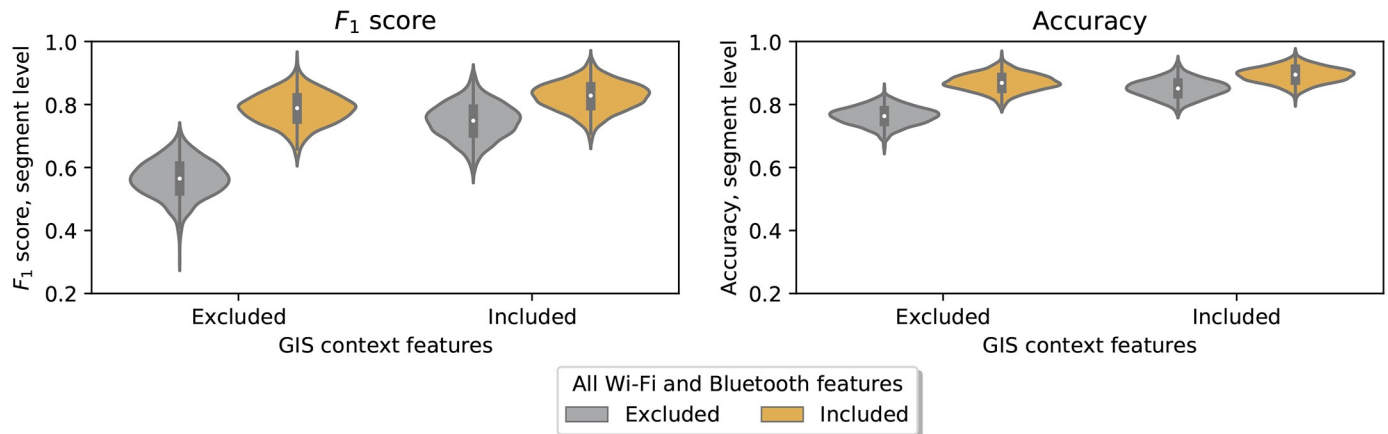 F1 score
F1 score, segment level
1.0
0.8
0.6
0.4
0.2
Excluded
Included
GIS context features
Accuracy
Accuracy, segment level
1.0
0.8
0.6
0.4
0.2
Excluded
Included
GIS context features
All Wi-Fi and Bluetooth features
Excluded
Included